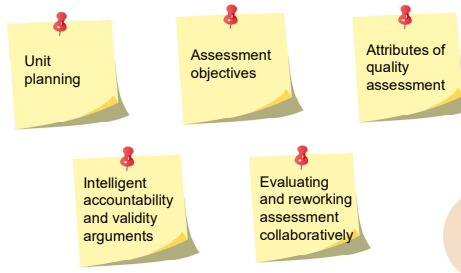 Unit
planning
Assessment
objectives
Attributes of
quality
assessment
Intelligent
accountability
and validity
arguments
Evaluating
and reworking
assessment
collaboratively